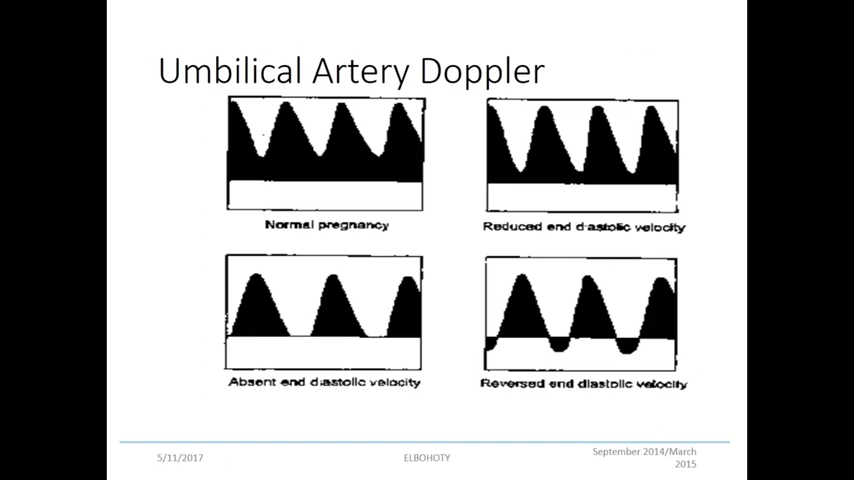 Umbilical Artery Doppler
Normal pregnancy
Reduced end diastolic velocity
Absent end diastolic velocity
Reversed end diastolic velocity
5/11/2017
ELBOHOTY
September 2014/March
2015